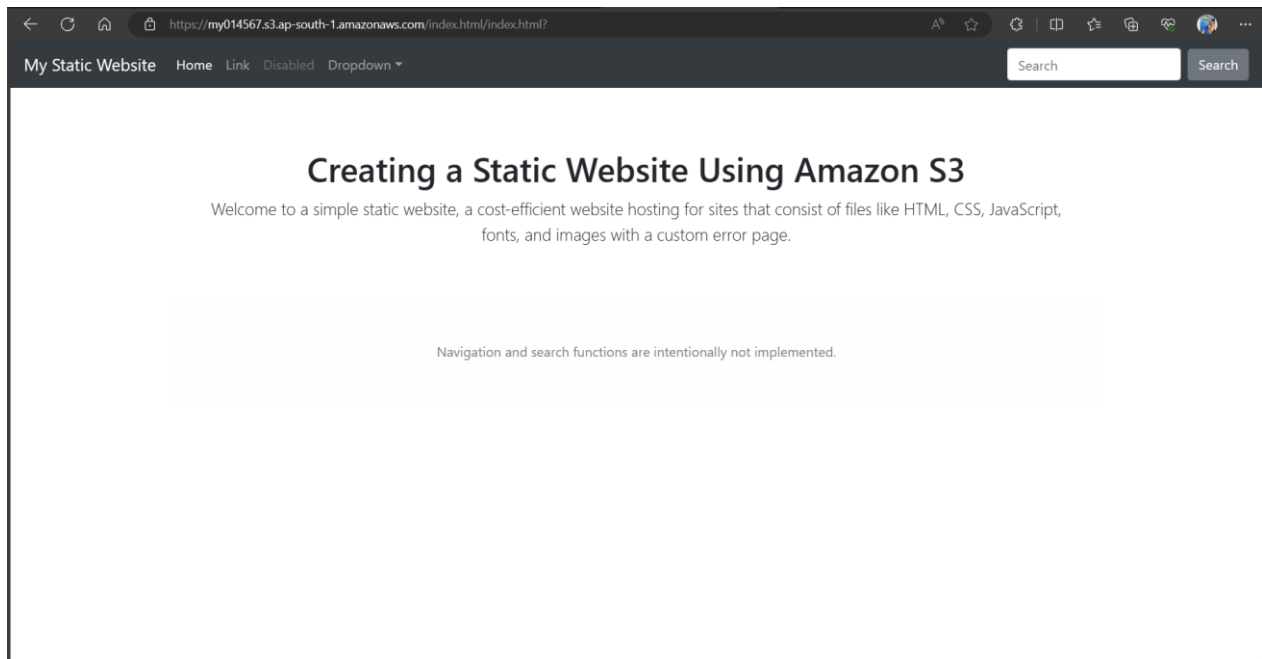 https://my014567.s3.ap-south-1.amazonaws.com/index.html/index.html?
My Static Website Home Link Disabled Dropdown Search Search
Creating a Static Website Using Amazon S3
Welcome to a simple static website, a cost-efficient website hosting for sites that consist of files like HTML, CSS, JavaScript,
fonts, and images with a custom error page.
Navigation and search functions are intentionally not implemented.